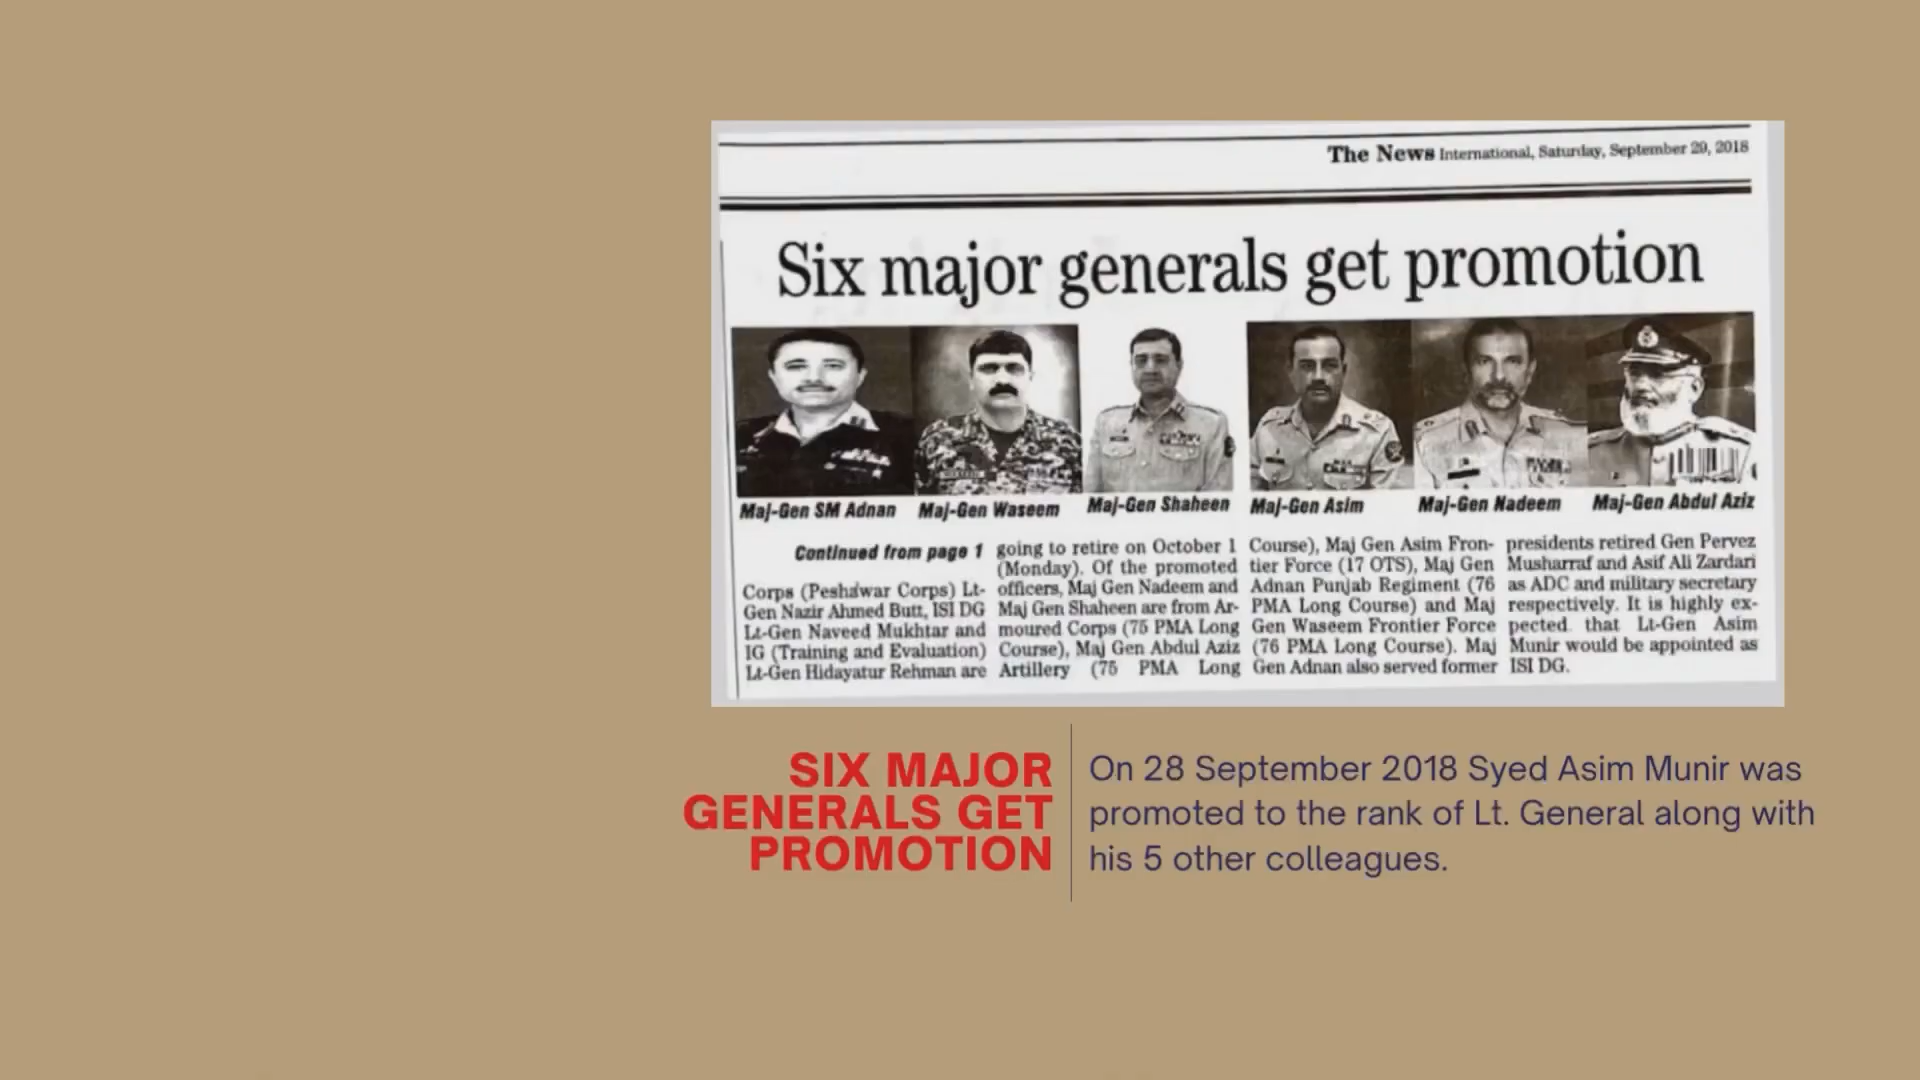 The News International, Saturday, September 29, 2018
Six major generals get promotion
Maj-Gen SM Adnan Maj-Gen Waseem Maj-Gen Shaheen Maj-Gen Asim Maj-Gen Nadeem Maj-Gen Abdul Aziz
Continued from page 1
Corps (Peshawar Corps) Lt-
Gen Nazir Ahmed Butt, ISI DG
Lt-Gen Naveed Mukhtar and
IG (Training and Evaluation)
Lt-Gen Hidayatur Rehman are
going to retire on October 1
(Monday). Of the promoted
officers, Maj Gen Nadeem and
Maj Gen Shaheen are from Ar-
moured Corps (75 PMA Long
Course), Maj Gen Abdul Aziz
Artillery (75 PMA Long
Course), Maj Gen Asim Fron-
tier Force (17 OTS), Maj Gen
Adnan Punjab Regiment (76
PMA Long Course) and Maj
Gen Waseem Frontier Force
(76 PMA Long Course). Maj
Gen Adnan also served former
presidents retired Gen Pervez
Musharraf and Asif Ali Zardari
as ADC and military secretary
respectively. It is highly ex-
pected that Lt-Gen Asim
Munir would be appointed as
ISI DG.
SIX MAJOR
GENERALS GET
PROMOTION
On 28 September 2018 Syed Asim Munir was
promoted to the rank of Lt. General along with
his 5 other colleagues.